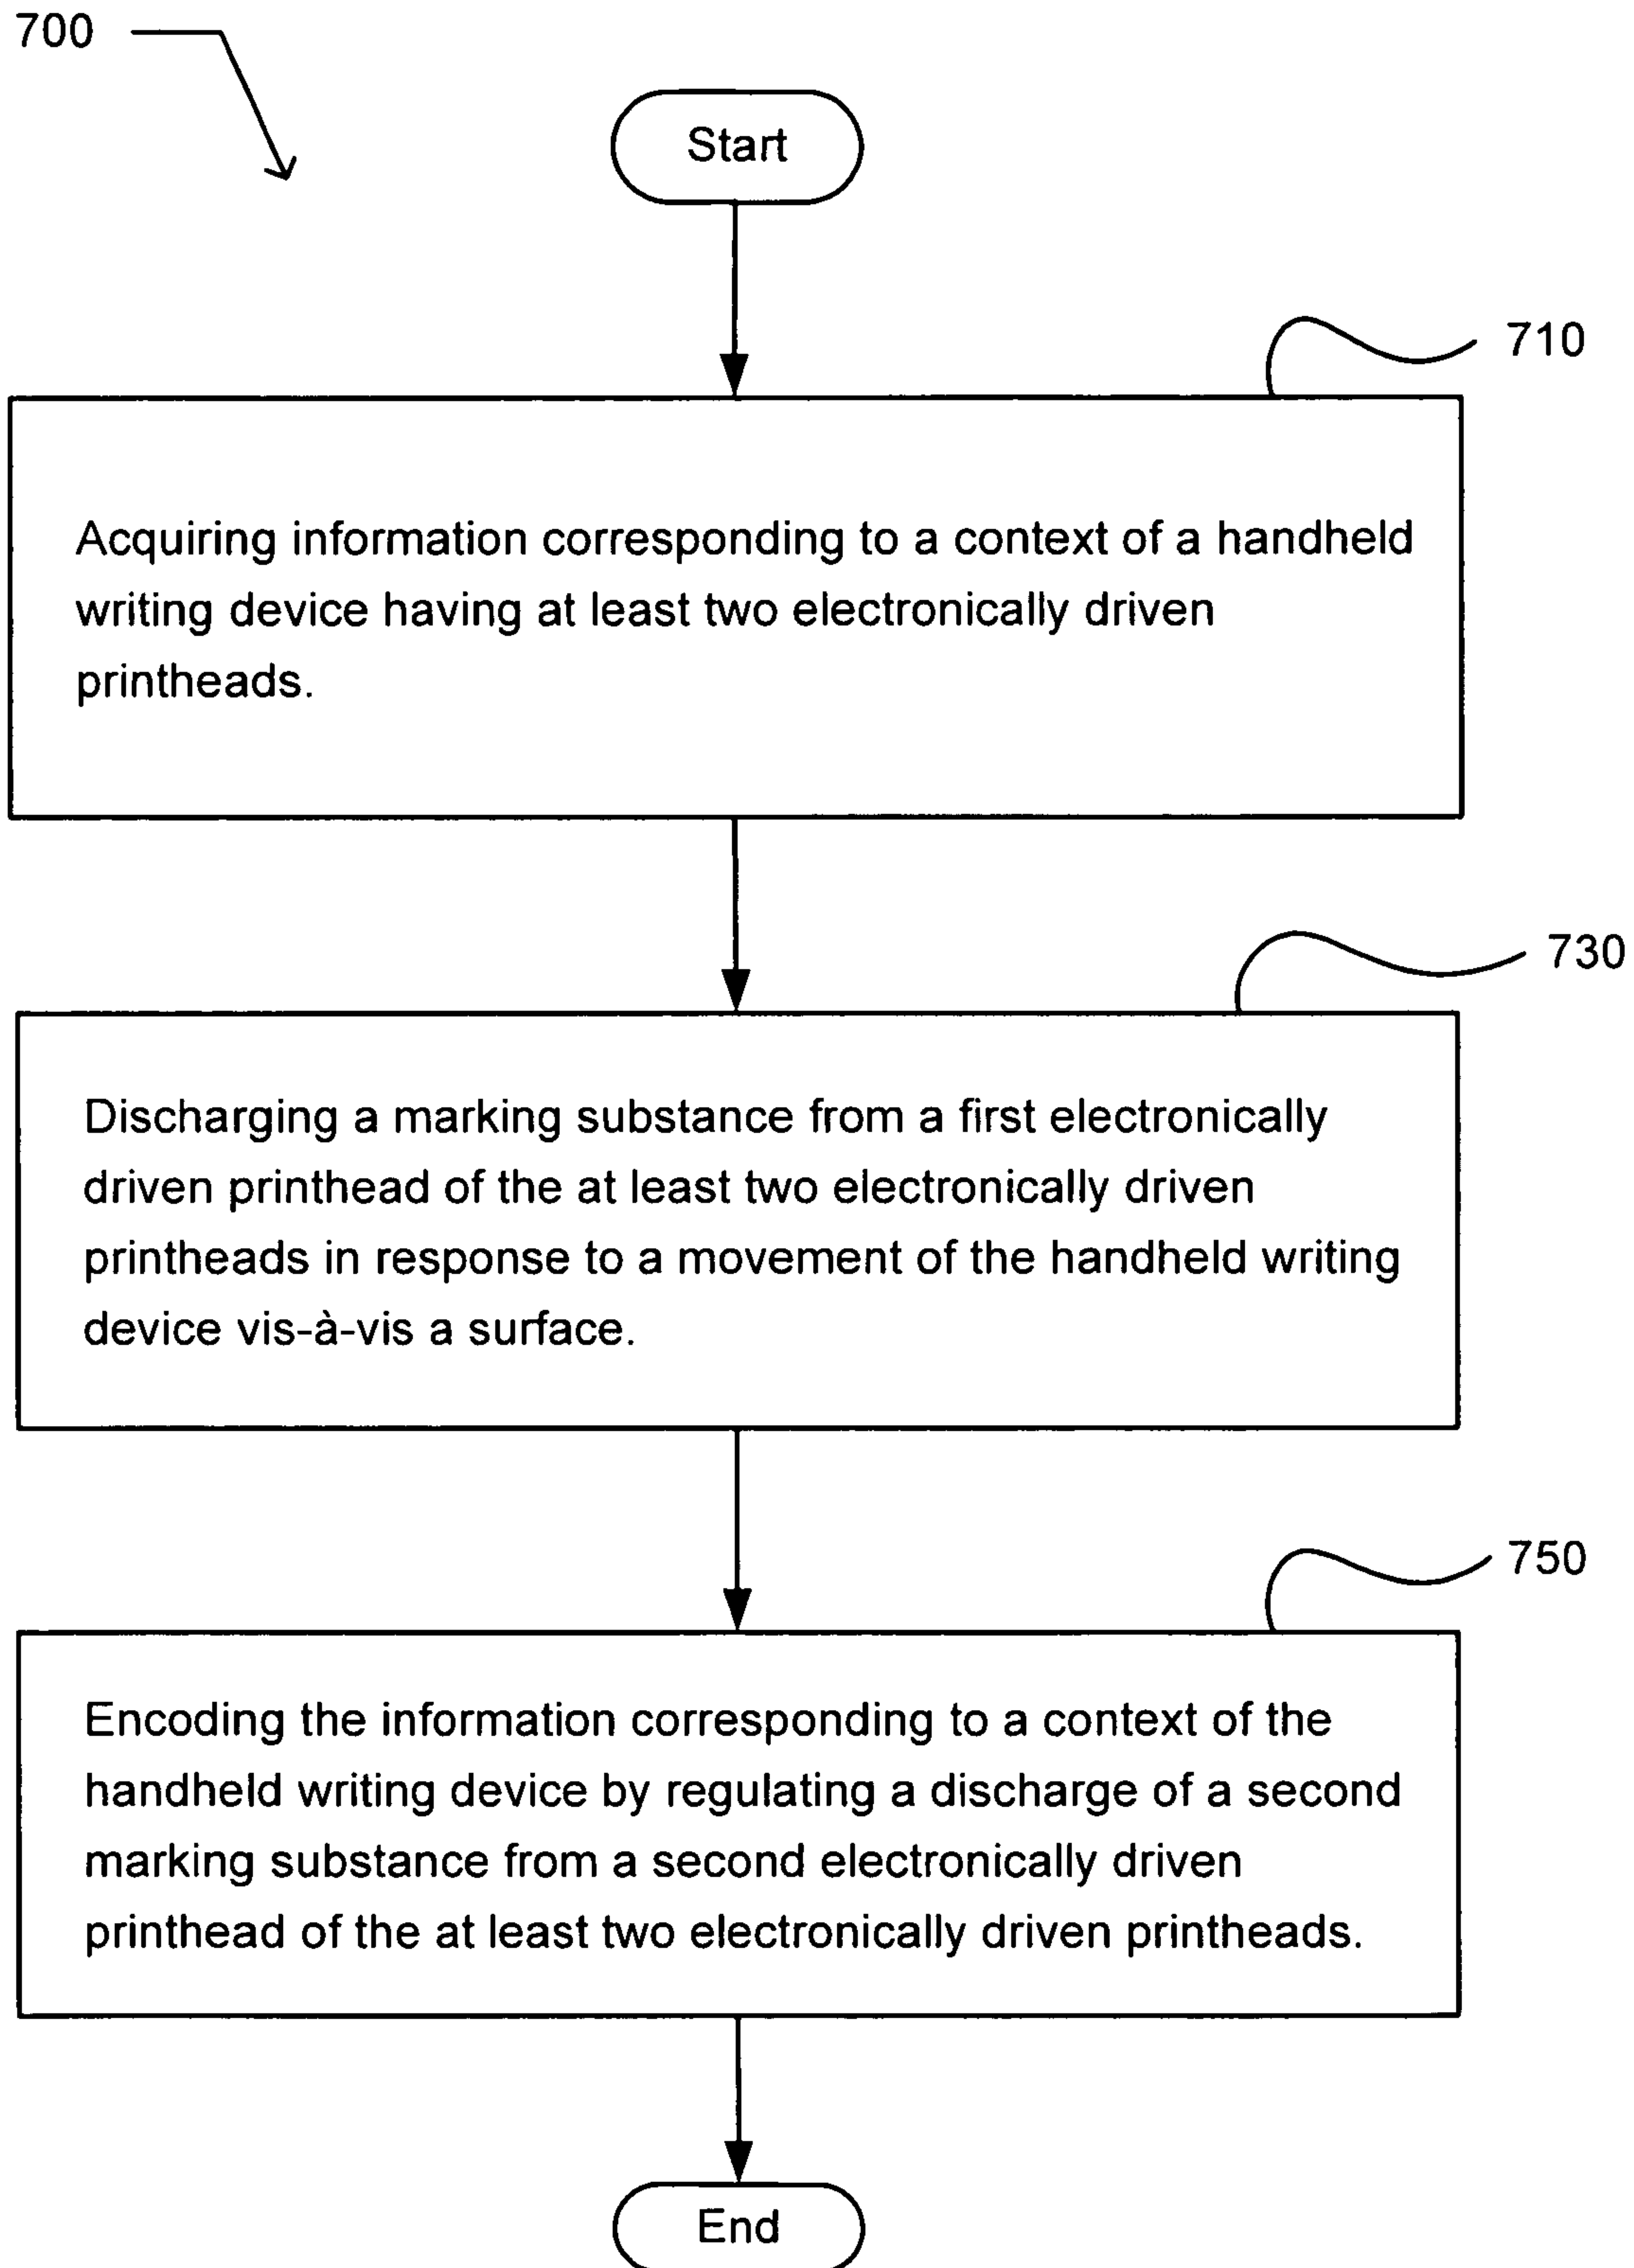 700
Start
710
Acquiring information corresponding to a context of a handheld
writing device having at least two electronically driven
printheads.
730
Discharging a marking substance from a first electronically
driven printhead of the at least two electronically driven
printheads in response to a movement of the handheld writing
device vis-à-vis a surface.
750
Encoding the information corresponding to a context of the
handheld writing device by regulating a discharge of a second
marking substance from a second electronically driven
printhead of the at least two electronically driven printheads.
End